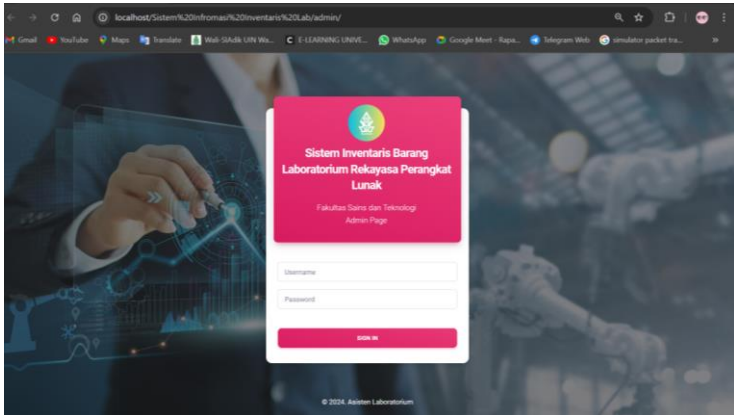 localhost/Sistem%20Infromasi%20Inventaris%20Lab/admin/
Gmail YouTube Maps Translate Wali-SIAdik UIN Wa... E-LEARNING UNIVE... WhatsApp Google Meet - Rapa... Telegram Web simulator packet tra... »
Sistem Inventaris Barang
Laboratorium Rekayasa Perangkat
Lunak
Fakultas Sains dan Teknologi
Admin Page
Username
Password
SIGN IN
© 2024. Asisten Laboratorium